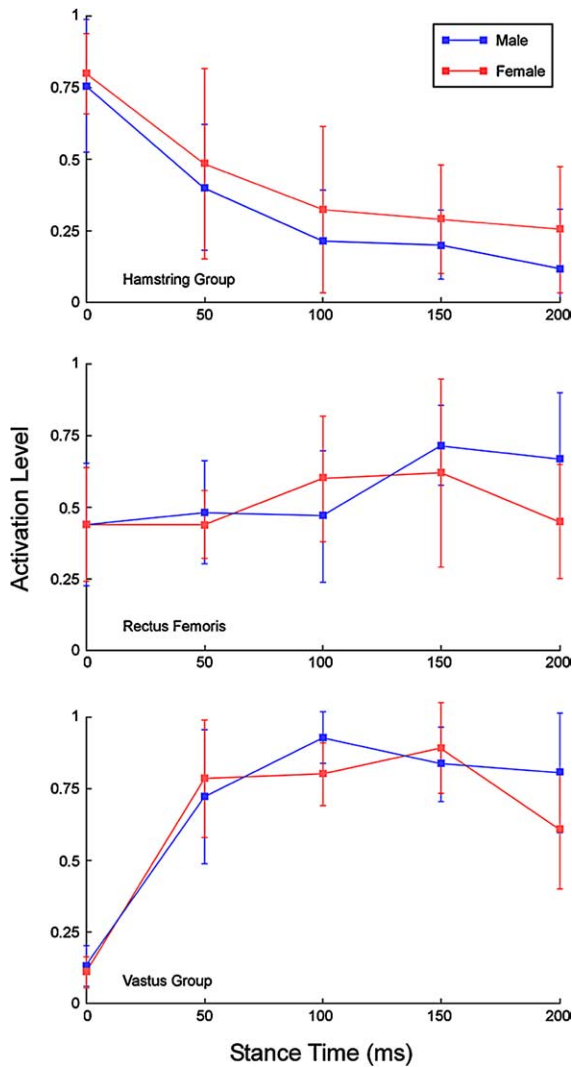 1
Male
Female
0.75
0.5
0.25
Hamstring Group
0
0 50 100 150 200
1
0.75
0.5
0.25
Rectus Femoris
0
0 50 100 150 200
1
0.75
0.5
0.25
Vastus Group
0
0 50 100 150 200
Activation Level
Stance Time (ms)